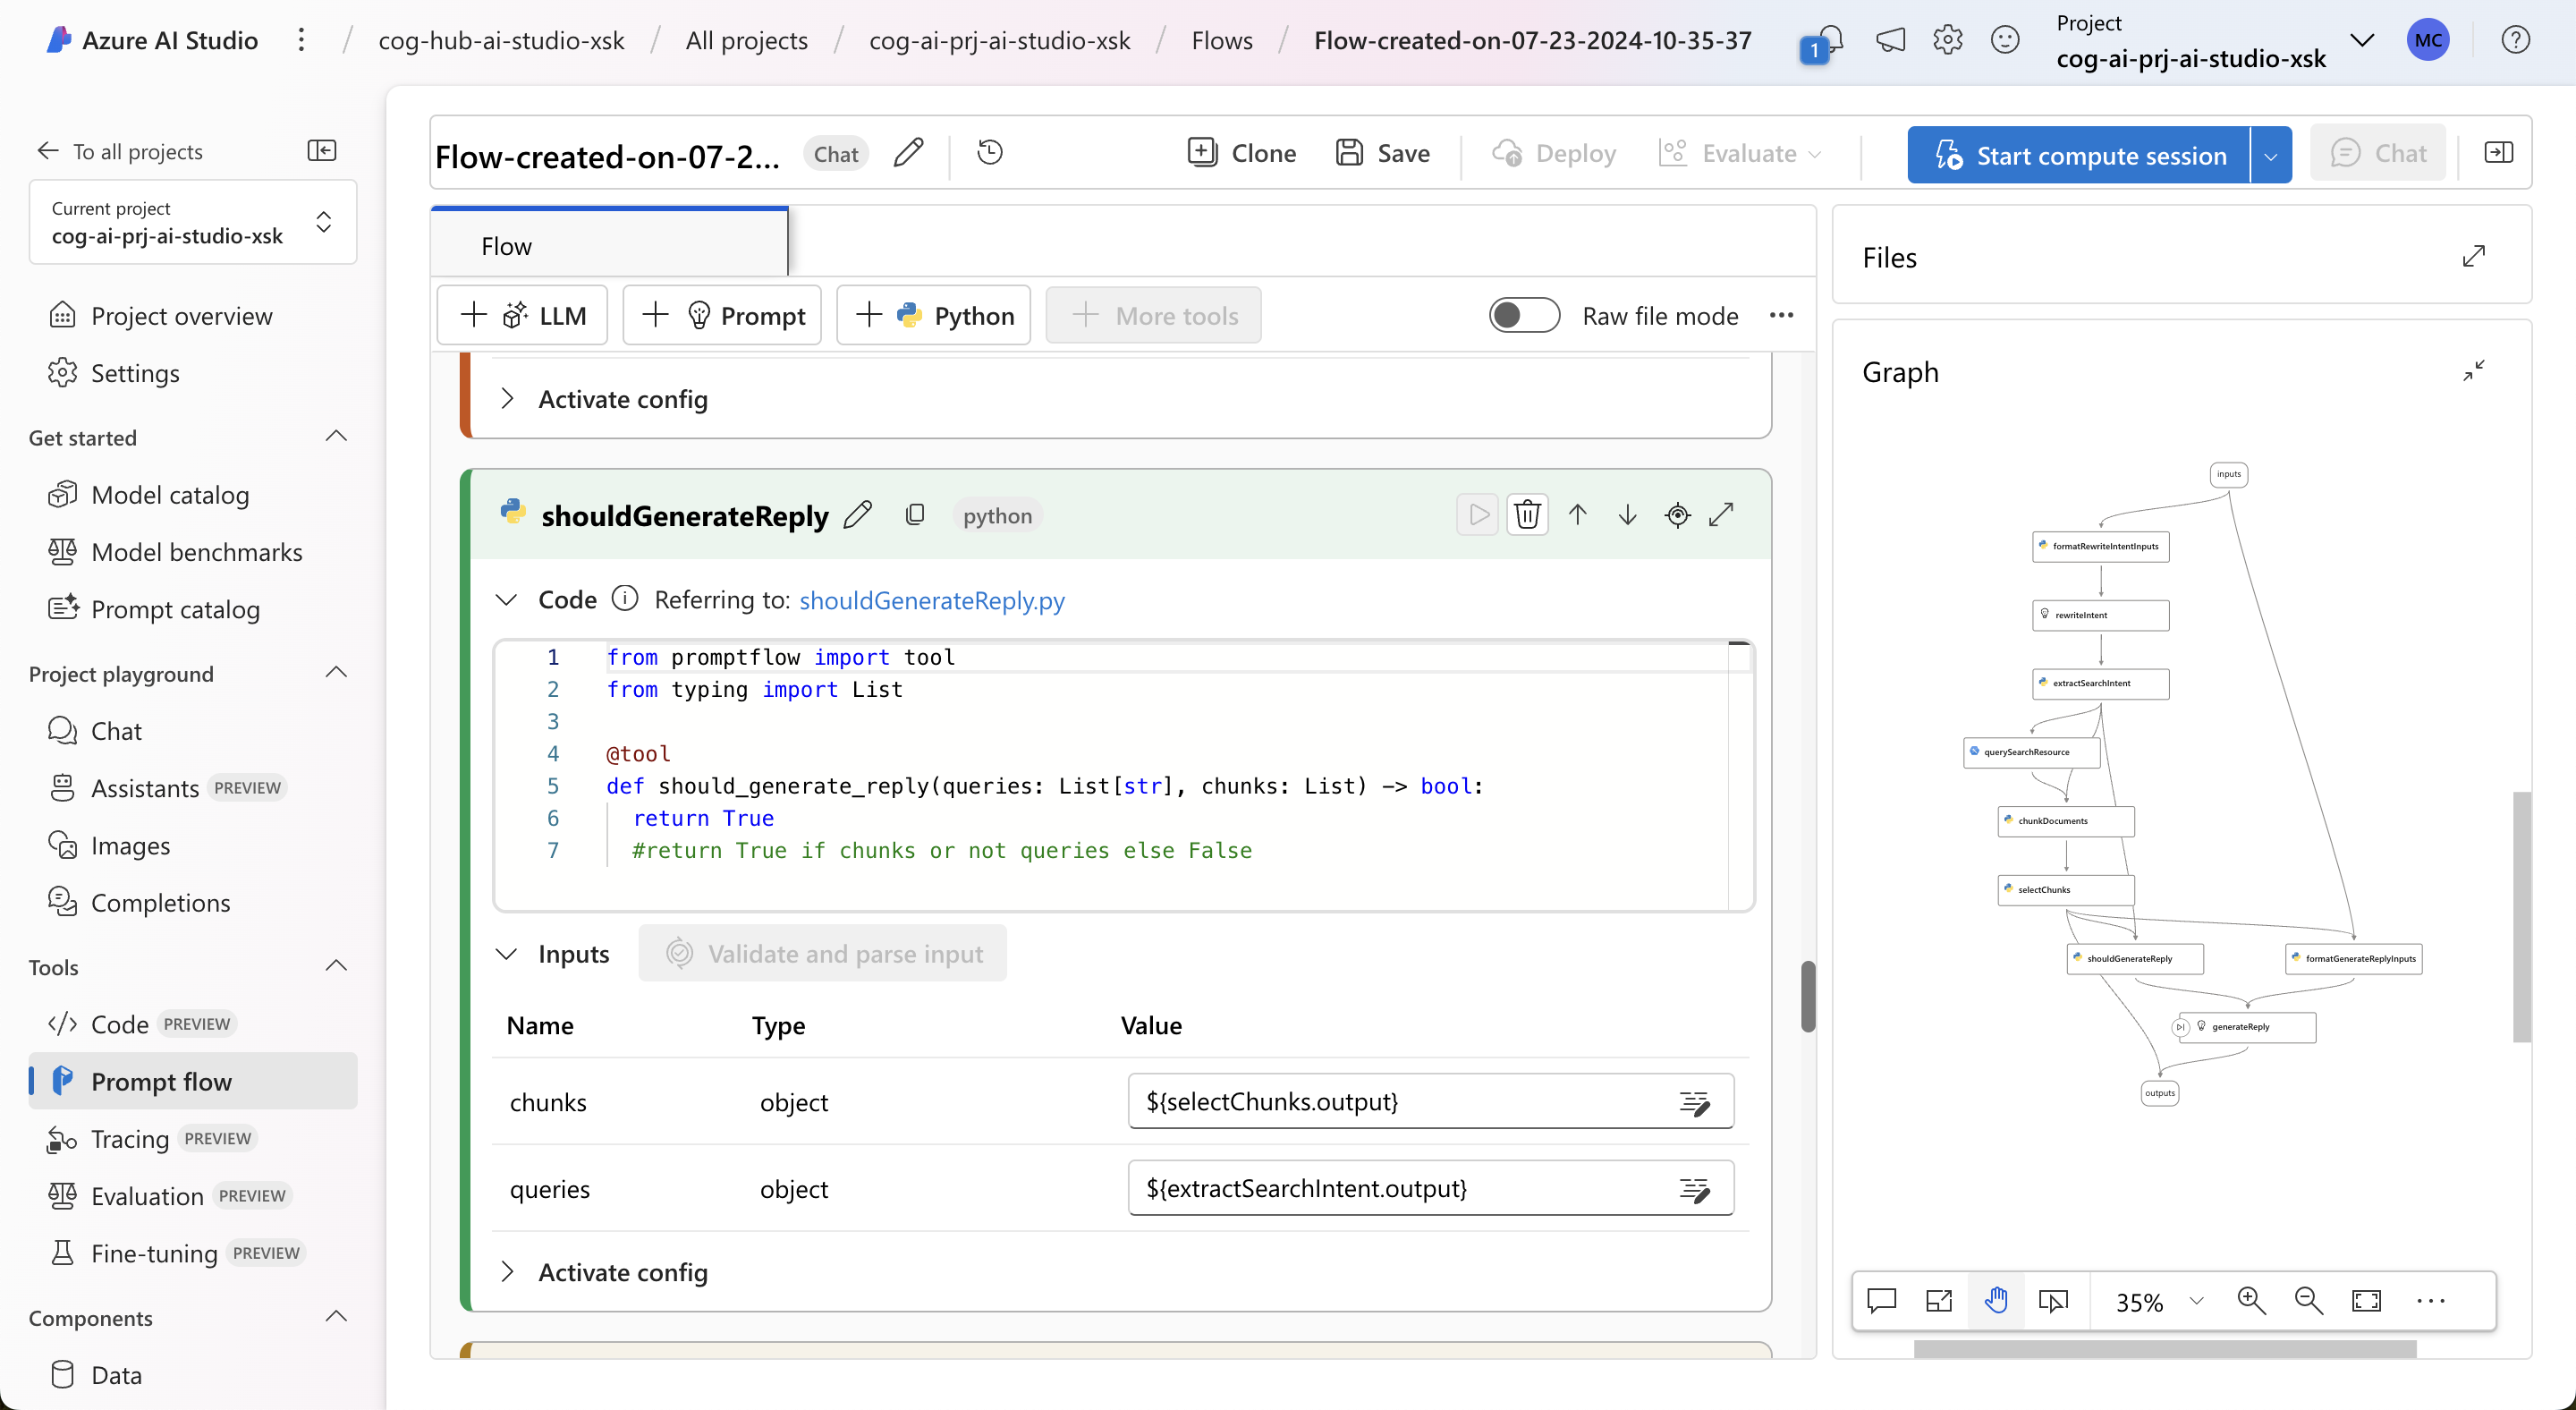 Azure AI Studio
/ cog-hub-ai-studio-xsk / All projects / cog-ai-prj-ai-studio-xsk / Flows / Flow-created-on-07-23-2024-10-35-37
1
Project
cog-ai-prj-ai-studio-xsk
MC
To all projects
Current project
cog-ai-prj-ai-studio-xsk
Project overview
Settings
Get started
Model catalog
Model benchmarks
Prompt catalog
Project playground
Chat
Assistants PREVIEW
Images
Completions
Tools
Code PREVIEW
Prompt flow
Tracing PREVIEW
Evaluation PREVIEW
Fine-tuning PREVIEW
Components
Data
Flow-created-on-07-2... Chat
Clone
Save
Deploy
Evaluate
Start compute session
Chat
Flow
LLM
Prompt
Python
More tools
Raw file mode
Activate config
shouldGenerateReply python
Code Referring to: shouldGenerateReply.py
1 from promptflow import tool
2 from typing import List
3
4 @tool
5 def should_generate_reply(queries: List[str], chunks: List) -> bool:
6 return True
7 #return True if chunks or not queries else False
Inputs Validate and parse input
Name Type Value
chunks object ${selectChunks.output}
queries object ${extractSearchIntent.output}
Activate config
Files
Graph
inputs
formatRewriteIntentInputs
rewriteIntent
extractSearchIntent
querySearchResource
chunkDocuments
selectChunks
shouldGenerateReply
formatGenerateReplyInputs
generateReply
outputs
35%